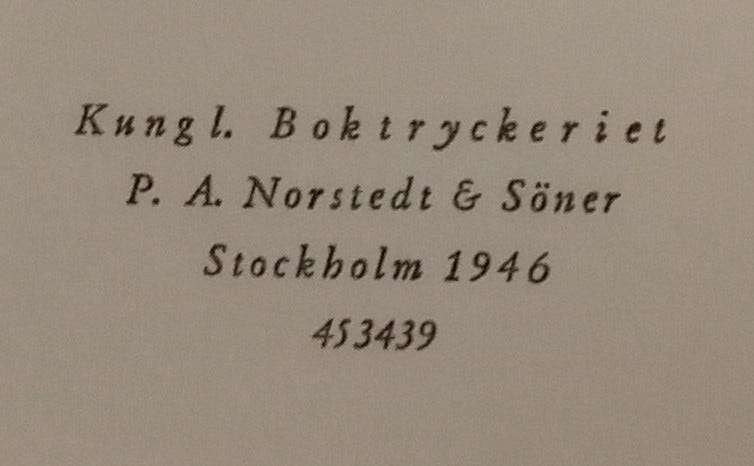 Kungl. Boktryckeriet
P. A. Norstedt & Söner
Stockholm 1946
453439